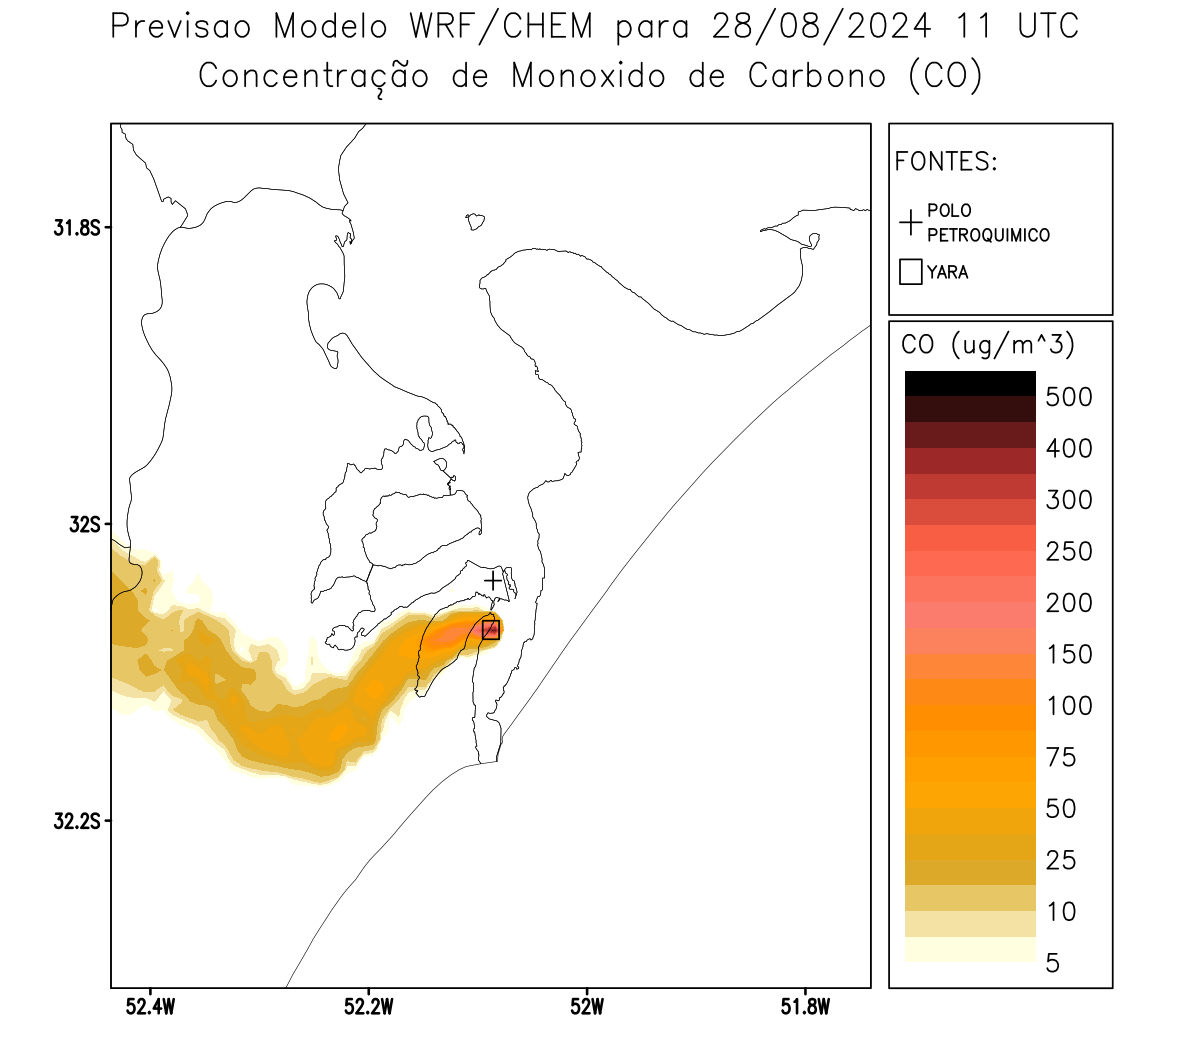 Previsao Modelo WRF/CHEM para 28/08/2024 11 UTC
Concentração de Monoxido de Carbono (CO)
FONTES:
POLO
PETROQUIMICO
YARA
CO (ug/m^3)
500
400
300
250
200
150
100
75
50
25
10
5
31.8S
32S
32.2S
52.4W
52.2W
52W
51.8W